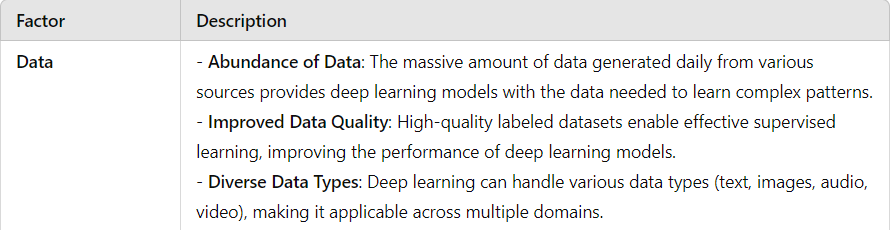 Factor Description
Data - Abundance of Data: The massive amount of data generated daily from various
sources provides deep learning models with the data needed to learn complex patterns.
- Improved Data Quality: High-quality labeled datasets enable effective supervised
learning, improving the performance of deep learning models.
- Diverse Data Types: Deep learning can handle various data types (text, images, audio,
video), making it applicable across multiple domains.